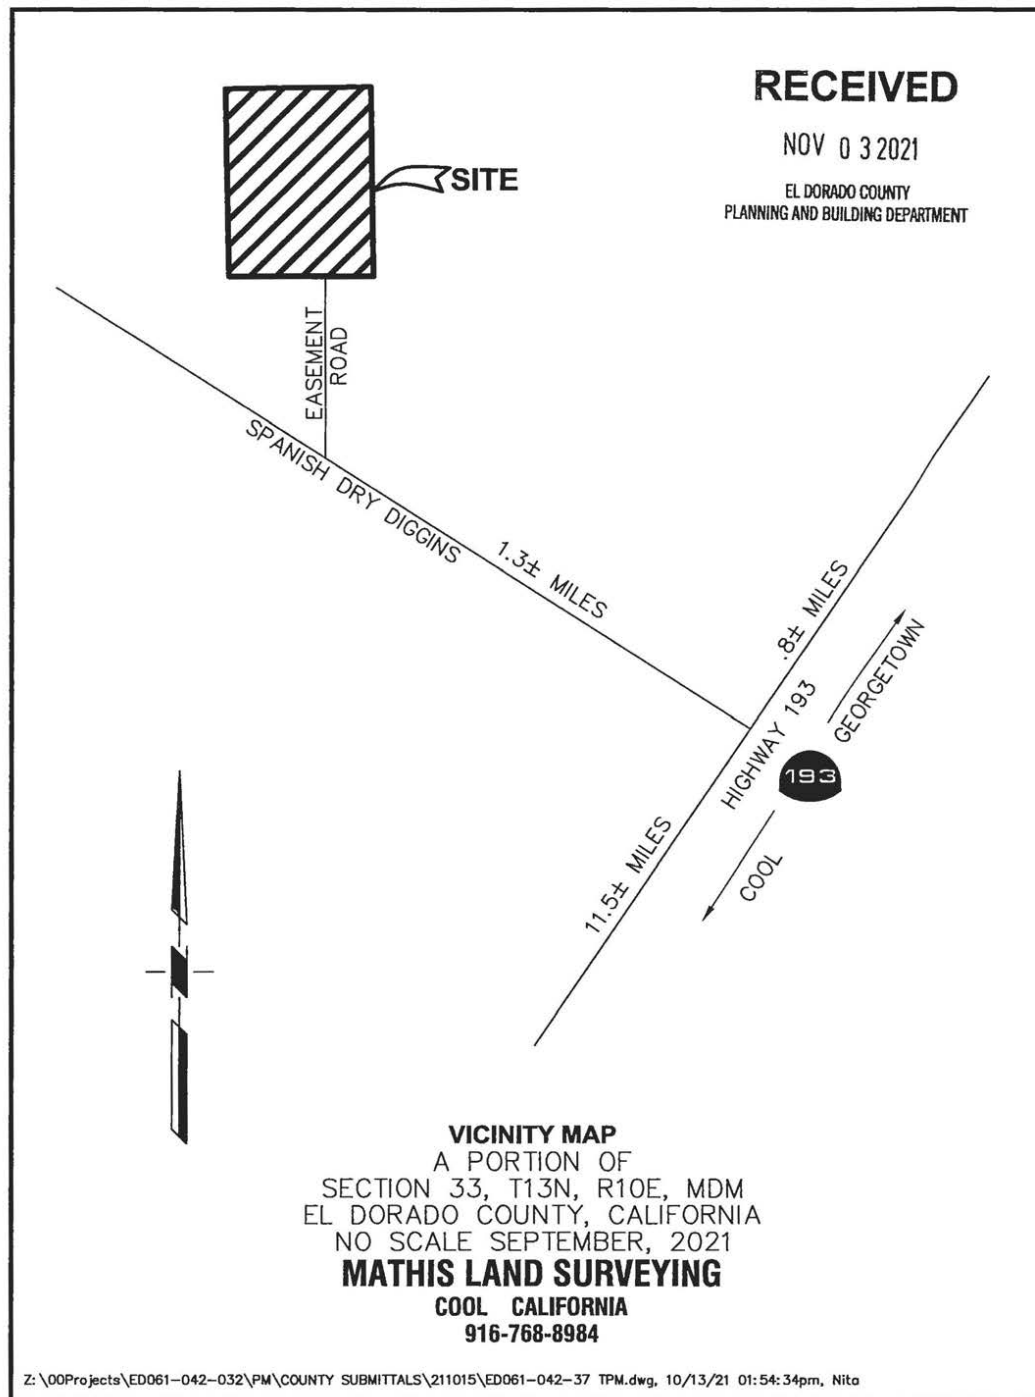 RECEIVED
NOV 0 3 2021
EL DORADO COUNTY
PLANNING AND BUILDING DEPARTMENT
SITE
EASEMENT
ROAD
SPANISH DRY DIGGINS
1.3± MILES
.8± MILES
HIGHWAY 193
GEORGETOWN
193
11.5± MILES
COOL
VICINITY MAP
A PORTION OF
SECTION 33, T13N, R10E, MDM
EL DORADO COUNTY, CALIFORNIA
NO SCALE SEPTEMBER, 2021
MATHIS LAND SURVEYING
COOL CALIFORNIA
916-768-8984
Z:\00Projects\ED061-042-032\PM\COUNTY SUBMITTALS\211015\ED061-042-37 TPM.dwg, 10/13/21 01:54:34pm, Nita